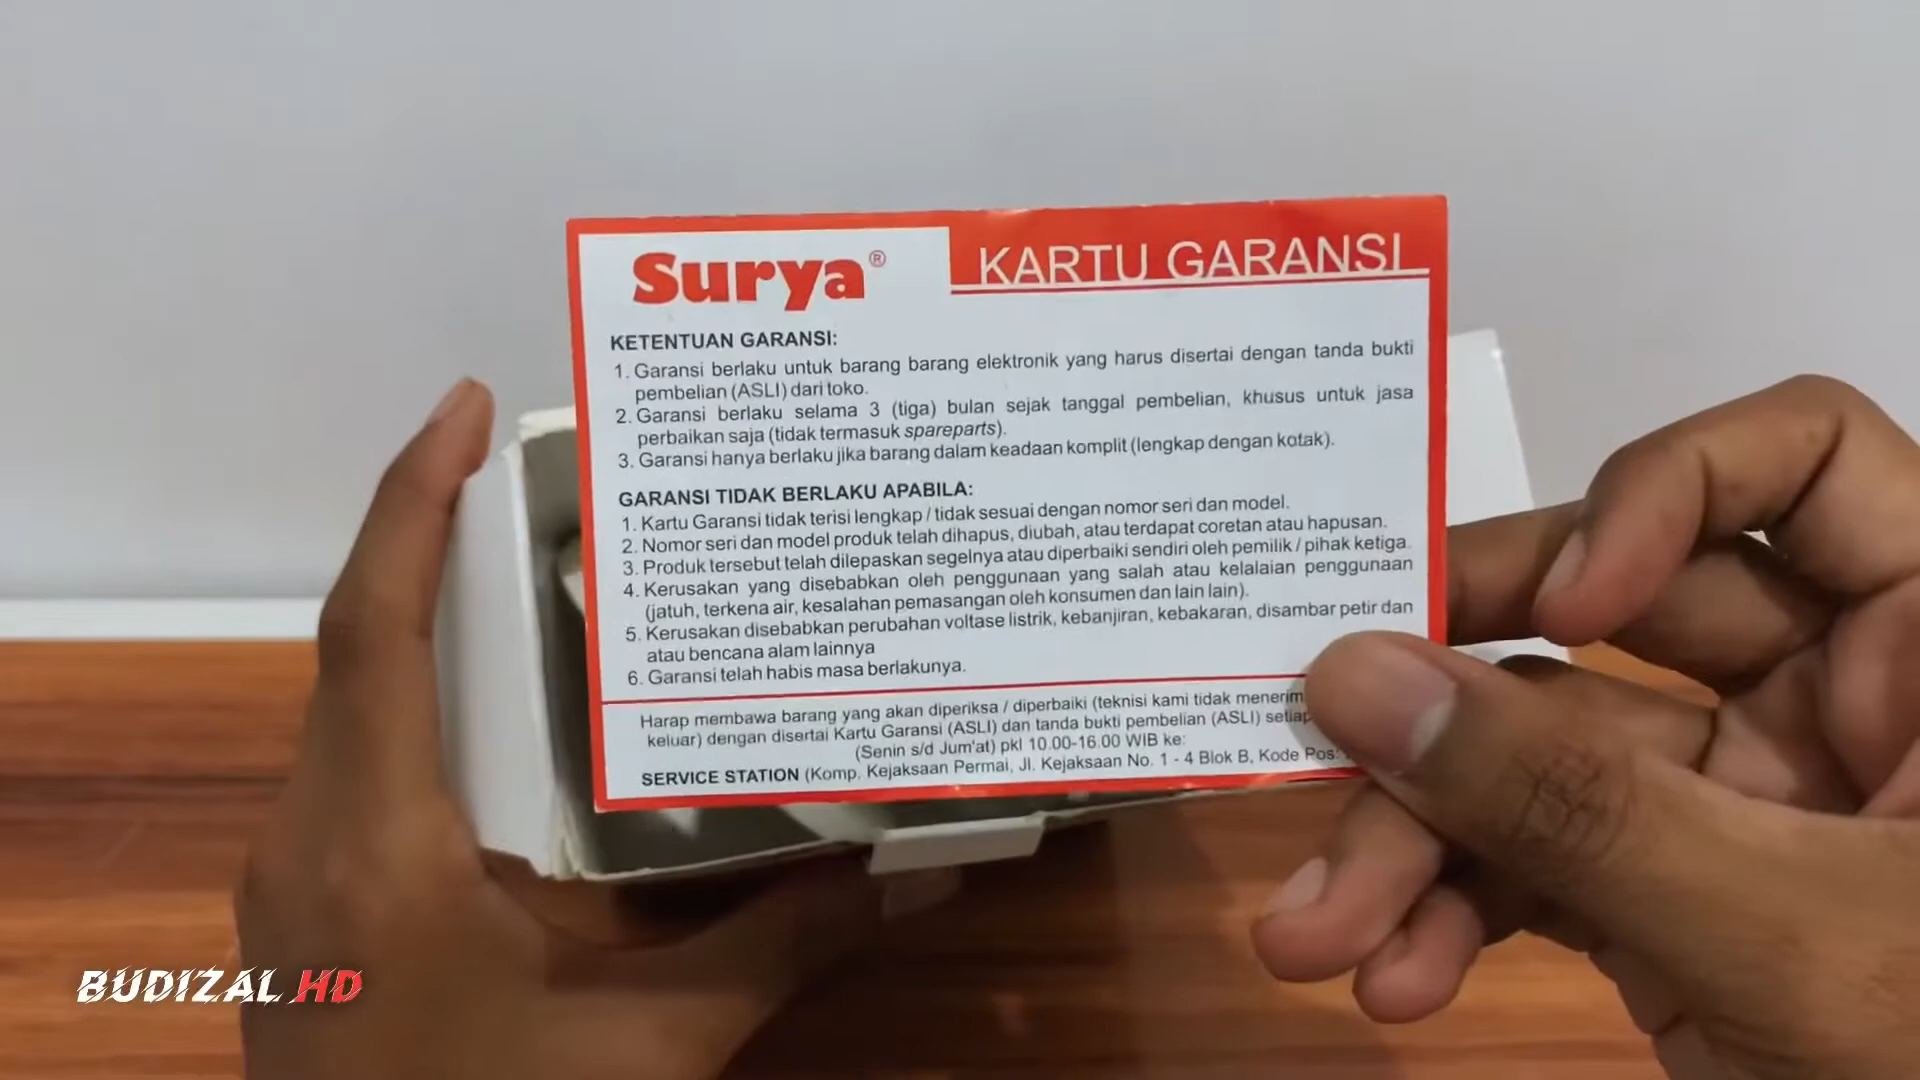 Surya®
KARTU GARANSI
KETENTUAN GARANSI:
1. Garansi berlaku untuk barang barang elektronik yang harus disertai dengan tanda bukti
pembelian (ASLI) dari toko.
2. Garansi berlaku selama 3 (tiga) bulan sejak tanggal pembelian, khusus untuk jasa
perbaikan saja (tidak termasuk spareparts).
3. Garansi hanya berlaku jika barang dalam keadaan komplit (lengkap dengan kotak).
GARANSI TIDAK BERLAKU APABILA:
1. Kartu Garansi tidak terisi lengkap / tidak sesuai dengan nomor seri dan model.
2. Nomor seri dan model produk telah dihapus, diubah, atau terdapat coretan atau hapusan.
3. Produk tersebut telah dilepaskan segelnya atau diperbaiki sendiri oleh pemilik / pihak ketiga.
4. Kerusakan yang disebabkan oleh penggunaan yang salah atau kelalaian penggunaan
(jatuh, terkena air, kesalahan pemasangan oleh konsumen dan lain lain).
5. Kerusakan disebabkan perubahan voltase listrik, kebanjiran, kebakaran, disambar petir dan
atau bencana alam lainnya
6. Garansi telah habis masa berlakunya.
Harap membawa barang yang akan diperiksa / diperbaiki (teknisi kami tidak menerim
keluar) dengan disertai Kartu Garansi (ASLI) dan tanda bukti pembelian (ASLI) setiap
(Senin s/d Jum'at) pkl 10.00-16.00 WIB ke:
SERVICE STATION (Komp. Kejaksaan Permai, Jl. Kejaksaan No. 1 - 4 Blok B, Kode Pos:
BUDIZAL HD